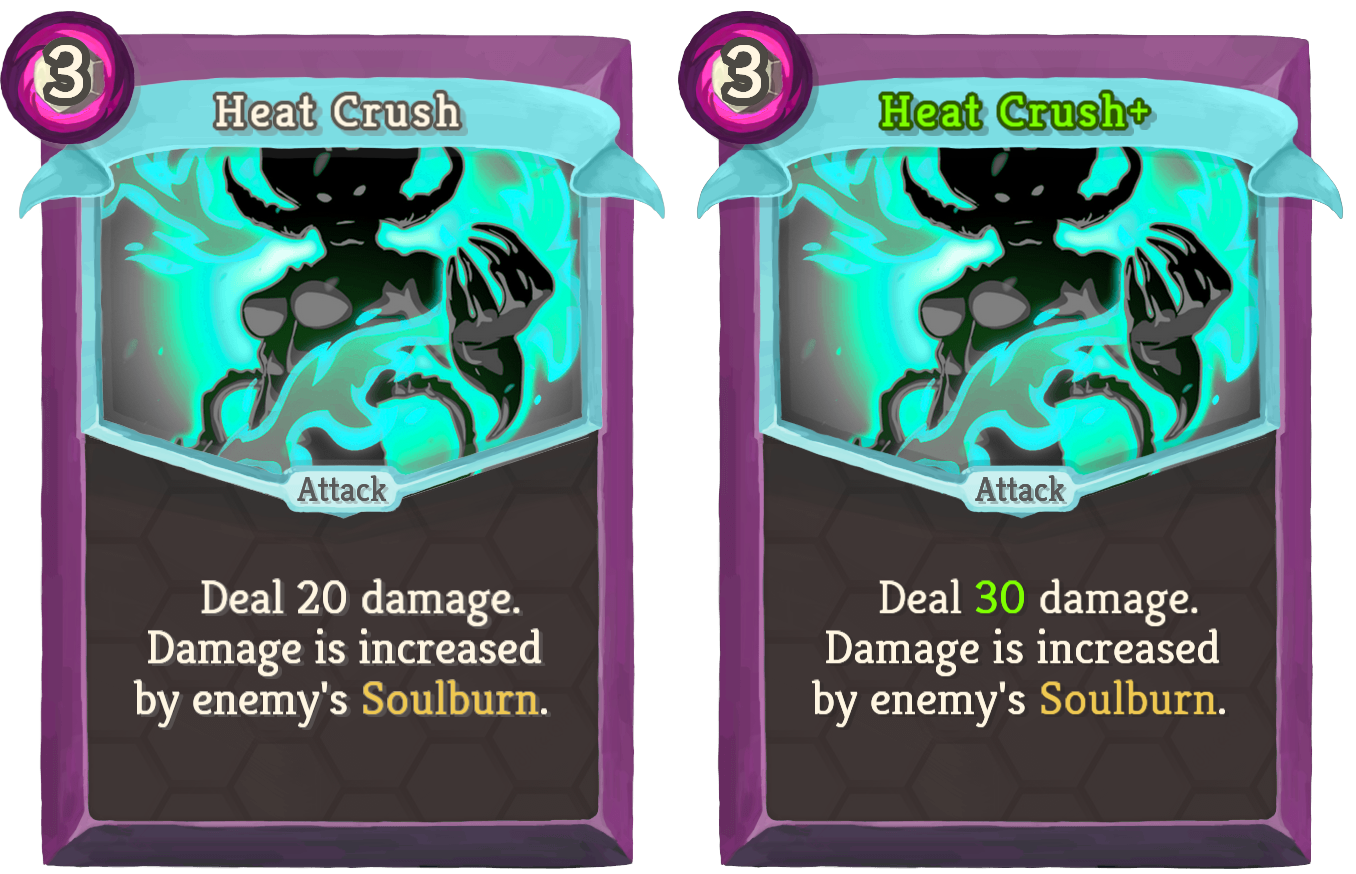 3
Heat Crush
Attack
Deal 20 damage.
Damage is increased
by enemy's Soulburn.
3
Heat Crush+
Attack
Deal 30 damage.
Damage is increased
by enemy's Soulburn.